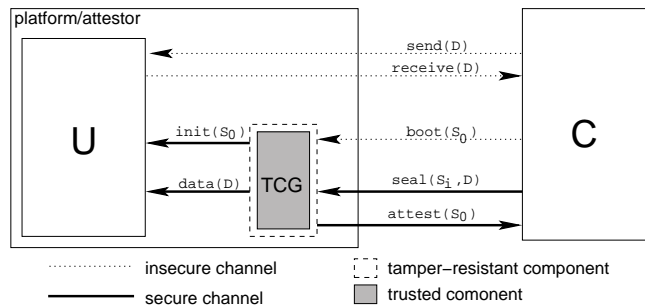 platform/attestor
send(D)
receive(D)
U
C
init(S0)
boot(S0)
TCG
data(D)
seal(Si,D)
attest(S0)
insecure channel
tamper-resistant component
secure channel
trusted comonent